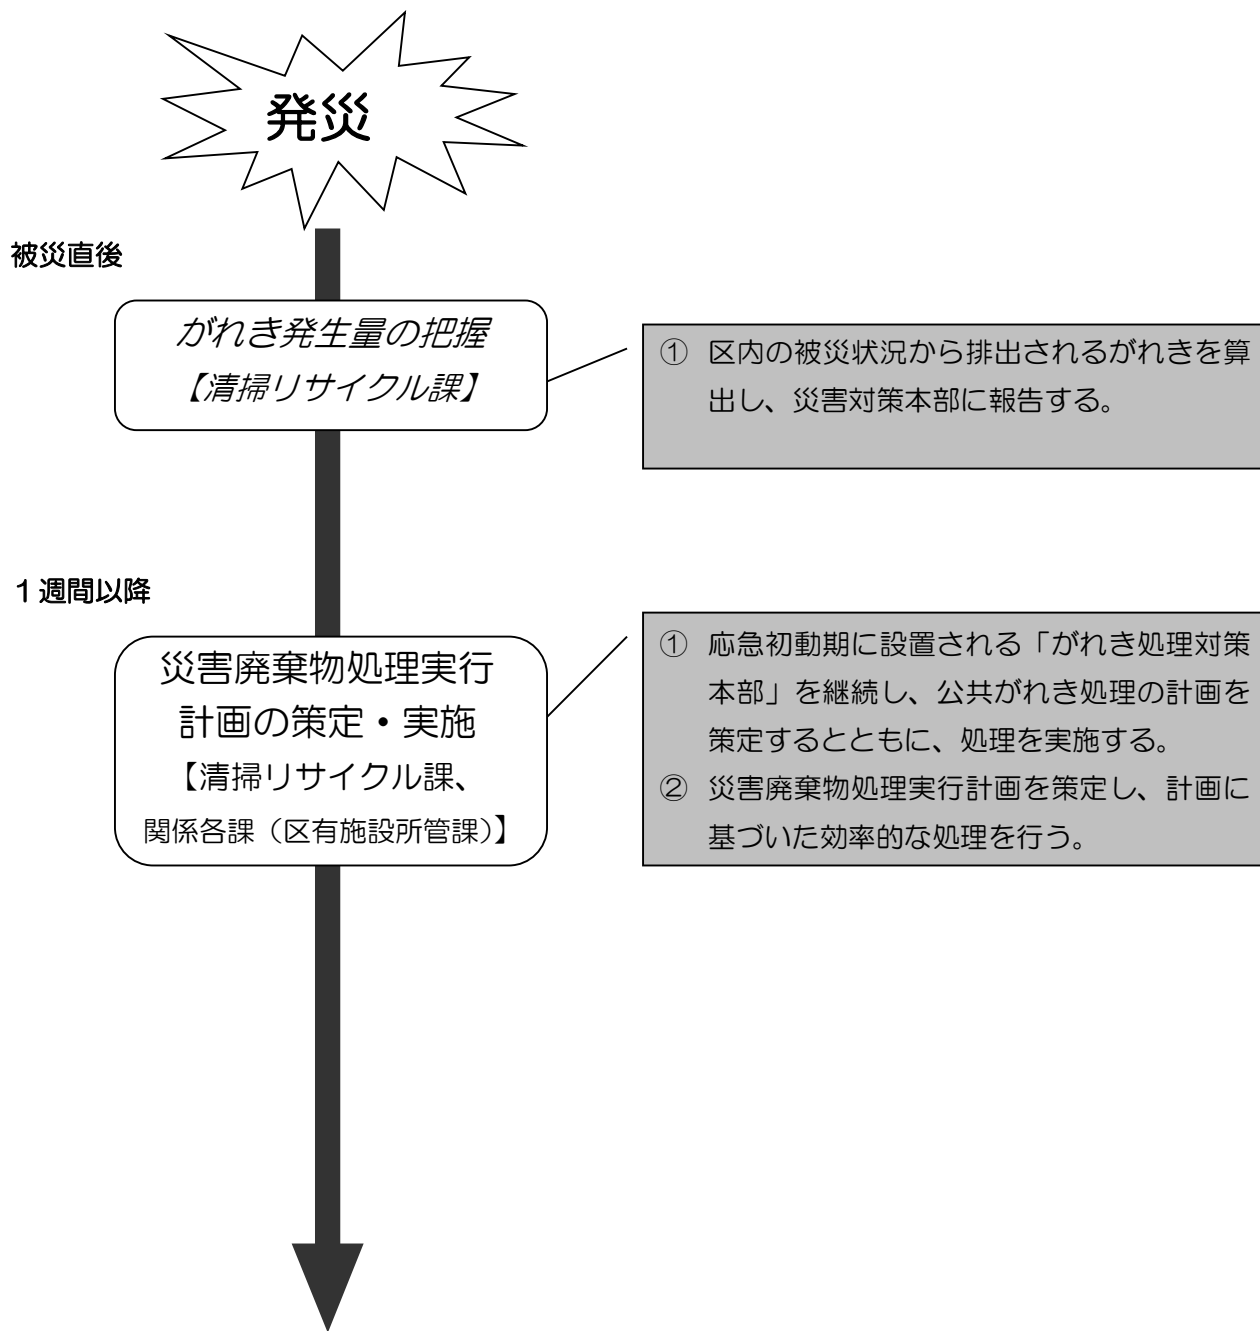 発災
被災直後
がれき発生量の把握
【清掃リサイクル課】
① 区内の被災状況から排出されるがれきを算
出し、災害対策本部に報告する。
１週間以降
災害廃棄物処理実行
計画の策定・実施
【清掃リサイクル課、
関係各課（区有施設所管課）】
① 応急初動期に設置される「がれき処理対策
本部」を継続し、公共がれき処理の計画を
策定するとともに、処理を実施する。
② 災害廃棄物処理実行計画を策定し、計画に
基づいた効率的な処理を行う。